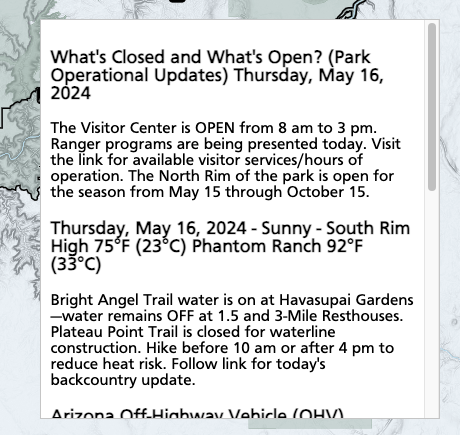 What's Closed and What's Open? (Park
Operational Updates) Thursday, May 16,
2024
The Visitor Center is OPEN from 8 am to 3 pm.
Ranger programs are being presented today. Visit
the link for available visitor services/hours of
operation. The North Rim of the park is open for
the season from May 15 through October 15.
Thursday, May 16, 2024 - Sunny - South Rim
High 75°F (23°C) Phantom Ranch 92°F
(33°C)
Bright Angel Trail water is on at Havasupai Gardens
—water remains OFF at 1.5 and 3-Mile Resthouses.
Plateau Point Trail is closed for waterline
construction. Hike before 10 am or after 4 pm to
reduce heat risk. Follow link for today's
backcountry update.
Arizona Off-Highway Vehicle (OHV)